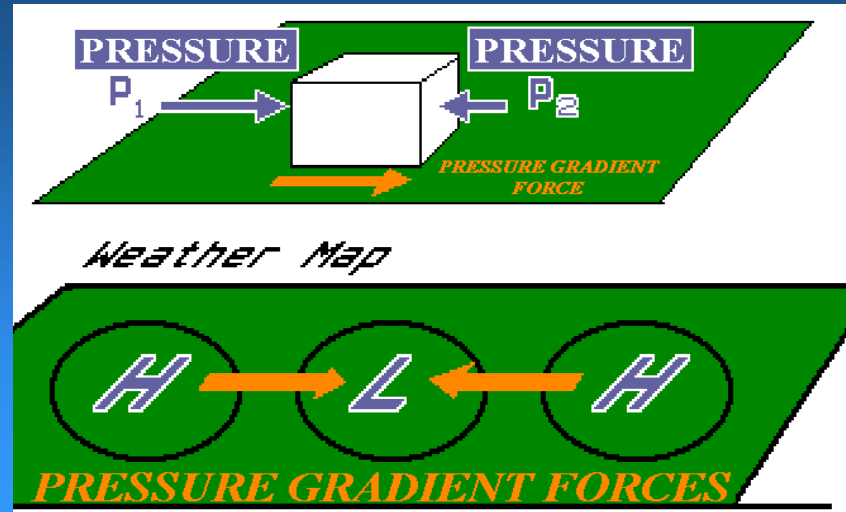 PRESSURE PRESSURE
P1 P2
PRESSURE GRADIENT
FORCE
Weather Map
H L H
PRESSURE GRADIENT FORCES